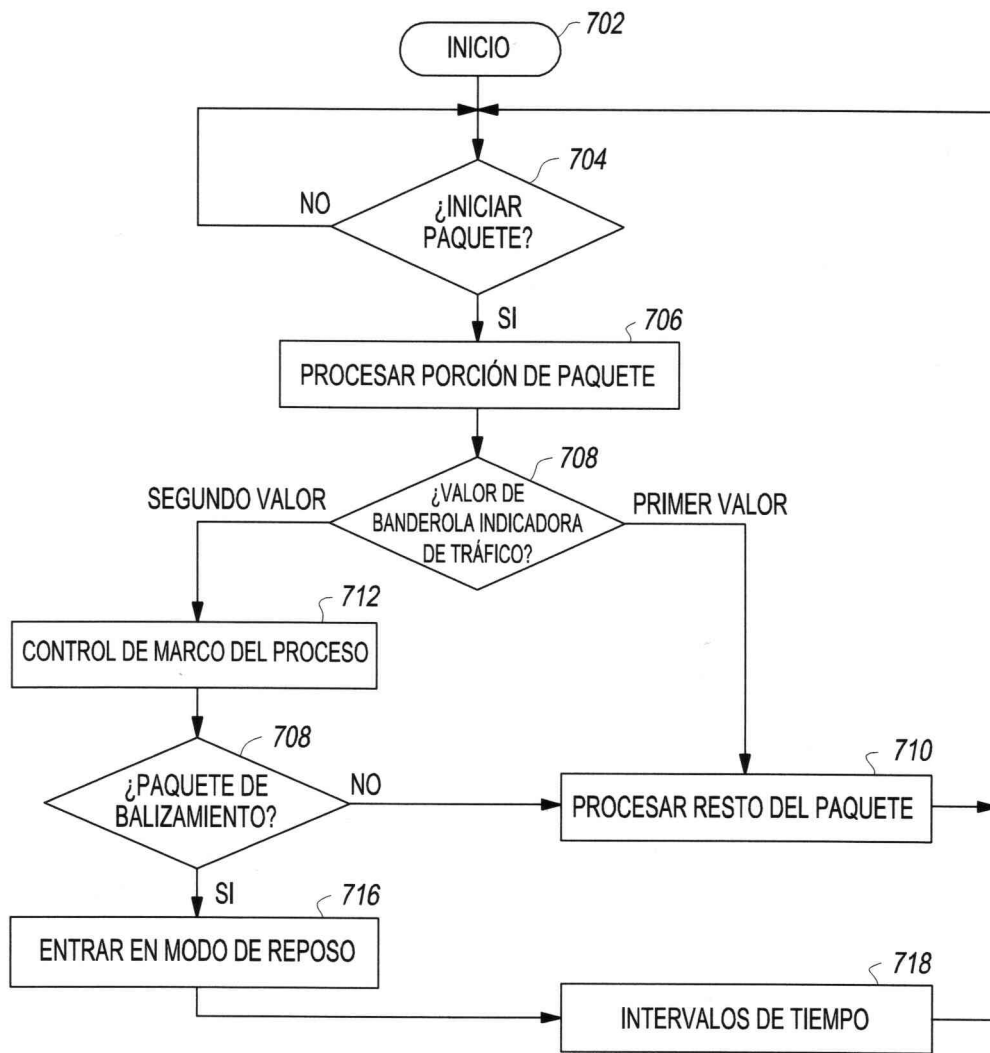 702
INICIO
704
NO
¿INICIAR
PAQUETE?
SI
706
PROCESAR PORCIÓN DE PAQUETE
708
SEGUNDO VALOR
¿VALOR DE
BANDEROLA INDICADORA
DE TRÁFICO?
PRIMER VALOR
712
CONTROL DE MARCO DEL PROCESO
708
¿PAQUETE DE
BALIZAMIENTO?
NO
710
PROCESAR RESTO DEL PAQUETE
SI
716
ENTRAR EN MODO DE REPOSO
718
INTERVALOS DE TIEMPO